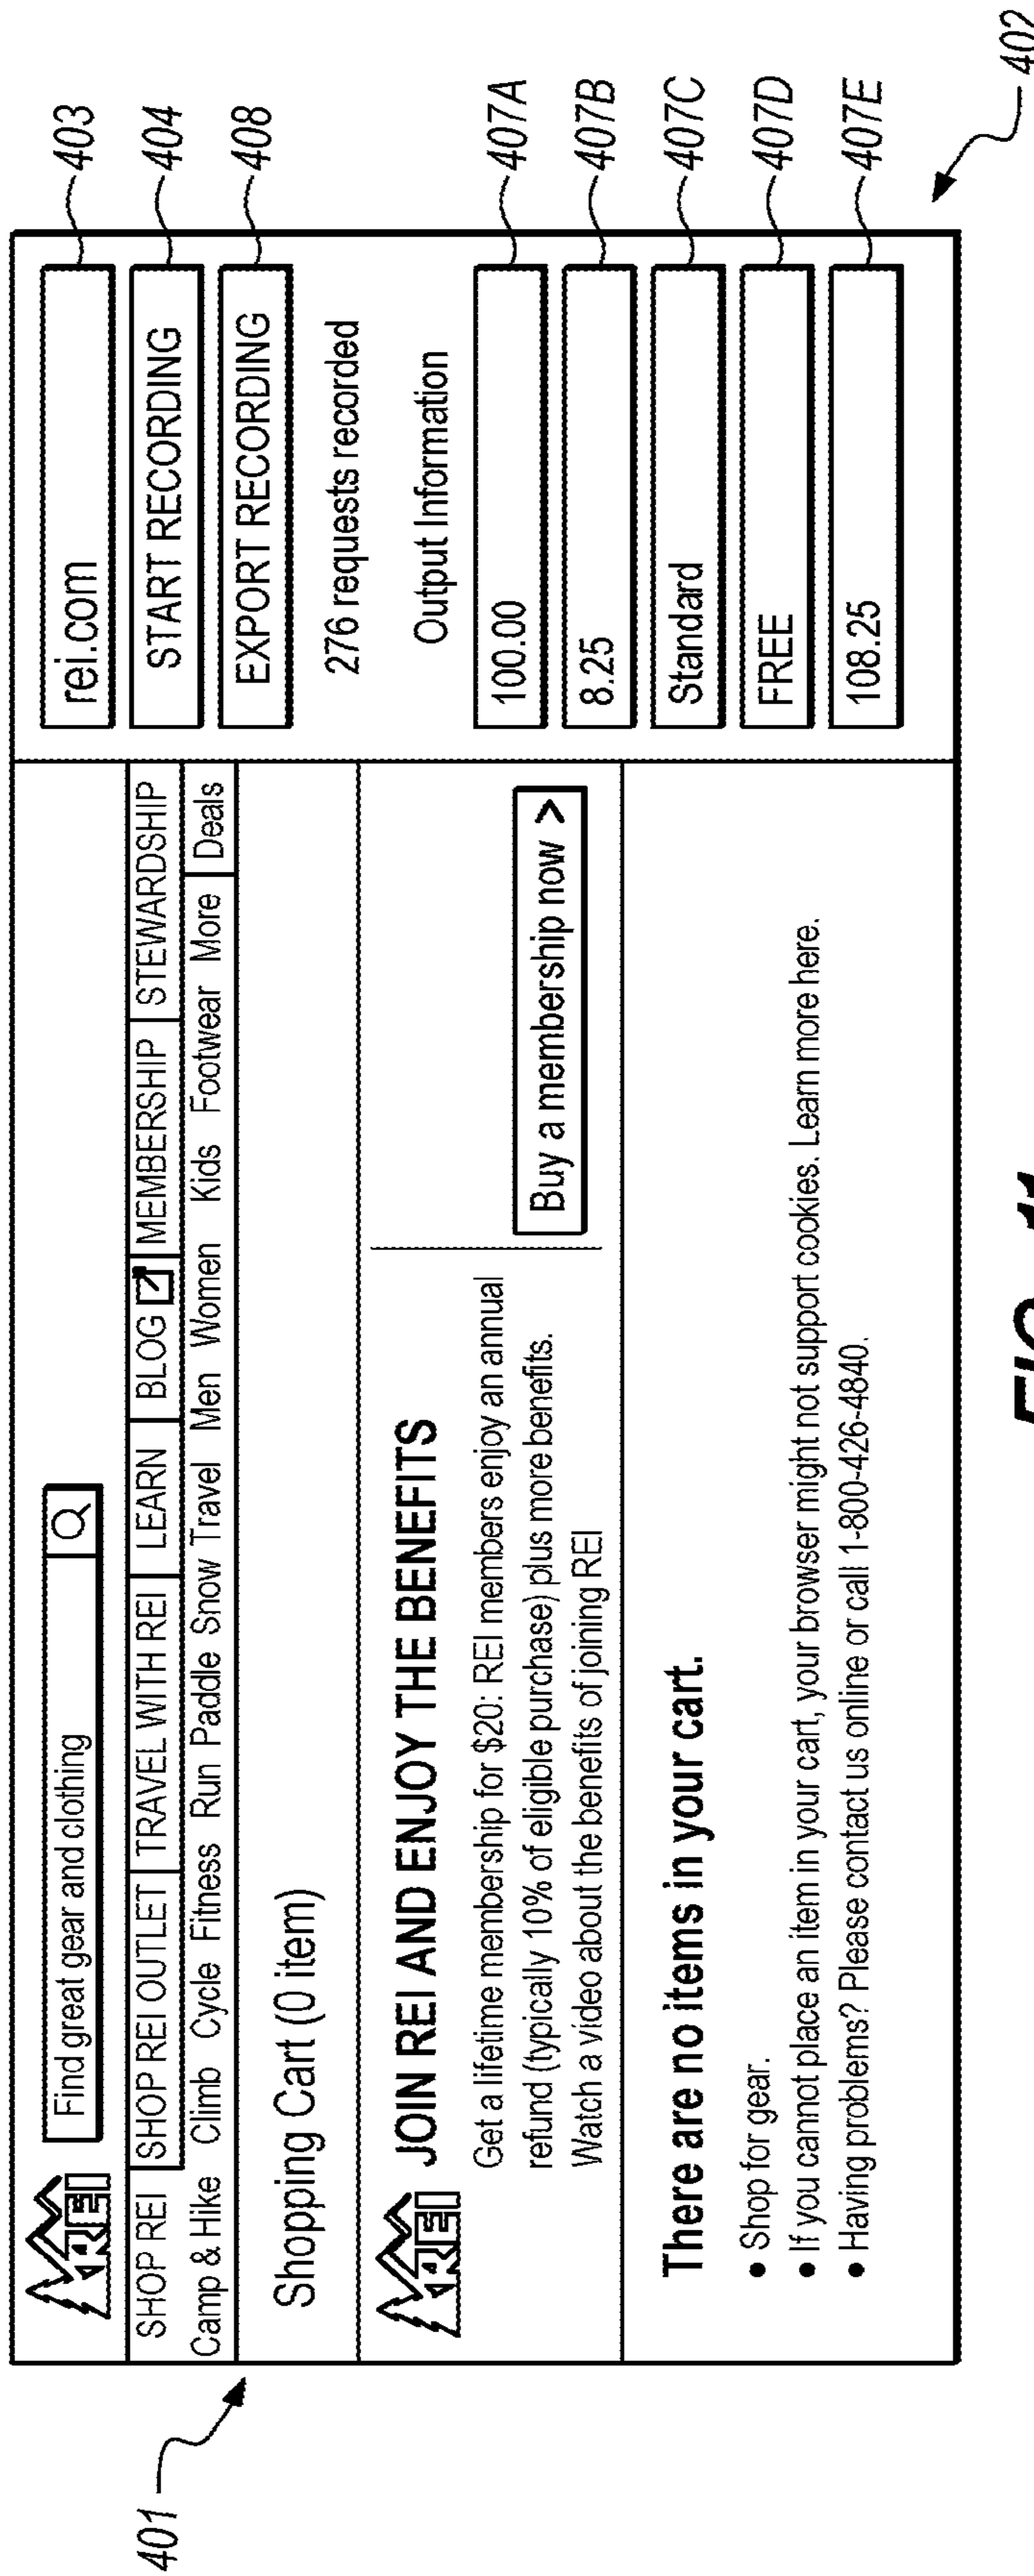 REI
Find great gear and clothing
SHOP REI SHOP REI OUTLET TRAVEL WITH REI LEARN BLOG MEMBERSHIP STEWARDSHIP
Camp & Hike Climb Cycle Fitness Run Paddle Snow Travel Men Women Kids Footwear More Deals
Shopping Cart (0 item)
REI
JOIN REI AND ENJOY THE BENEFITS
Get a lifetime membership for $20: REI members enjoy an annual
refund (typically 10% of eligible purchase) plus more benefits.
Watch a video about the benefits of joining REI
Buy a membership now >
There are no items in your cart.
• Shop for gear.
• If you cannot place an item in your cart, your browser might not support cookies. Learn more here.
• Having problems? Please contact us online or call 1-800-426-4840.
rei.com
START RECORDING
EXPORT RECORDING
276 requests recorded
Output Information
100.00
8.25
Standard
FREE
108.25
403
404
408
407A
407B
407C
407D
407E
401
402